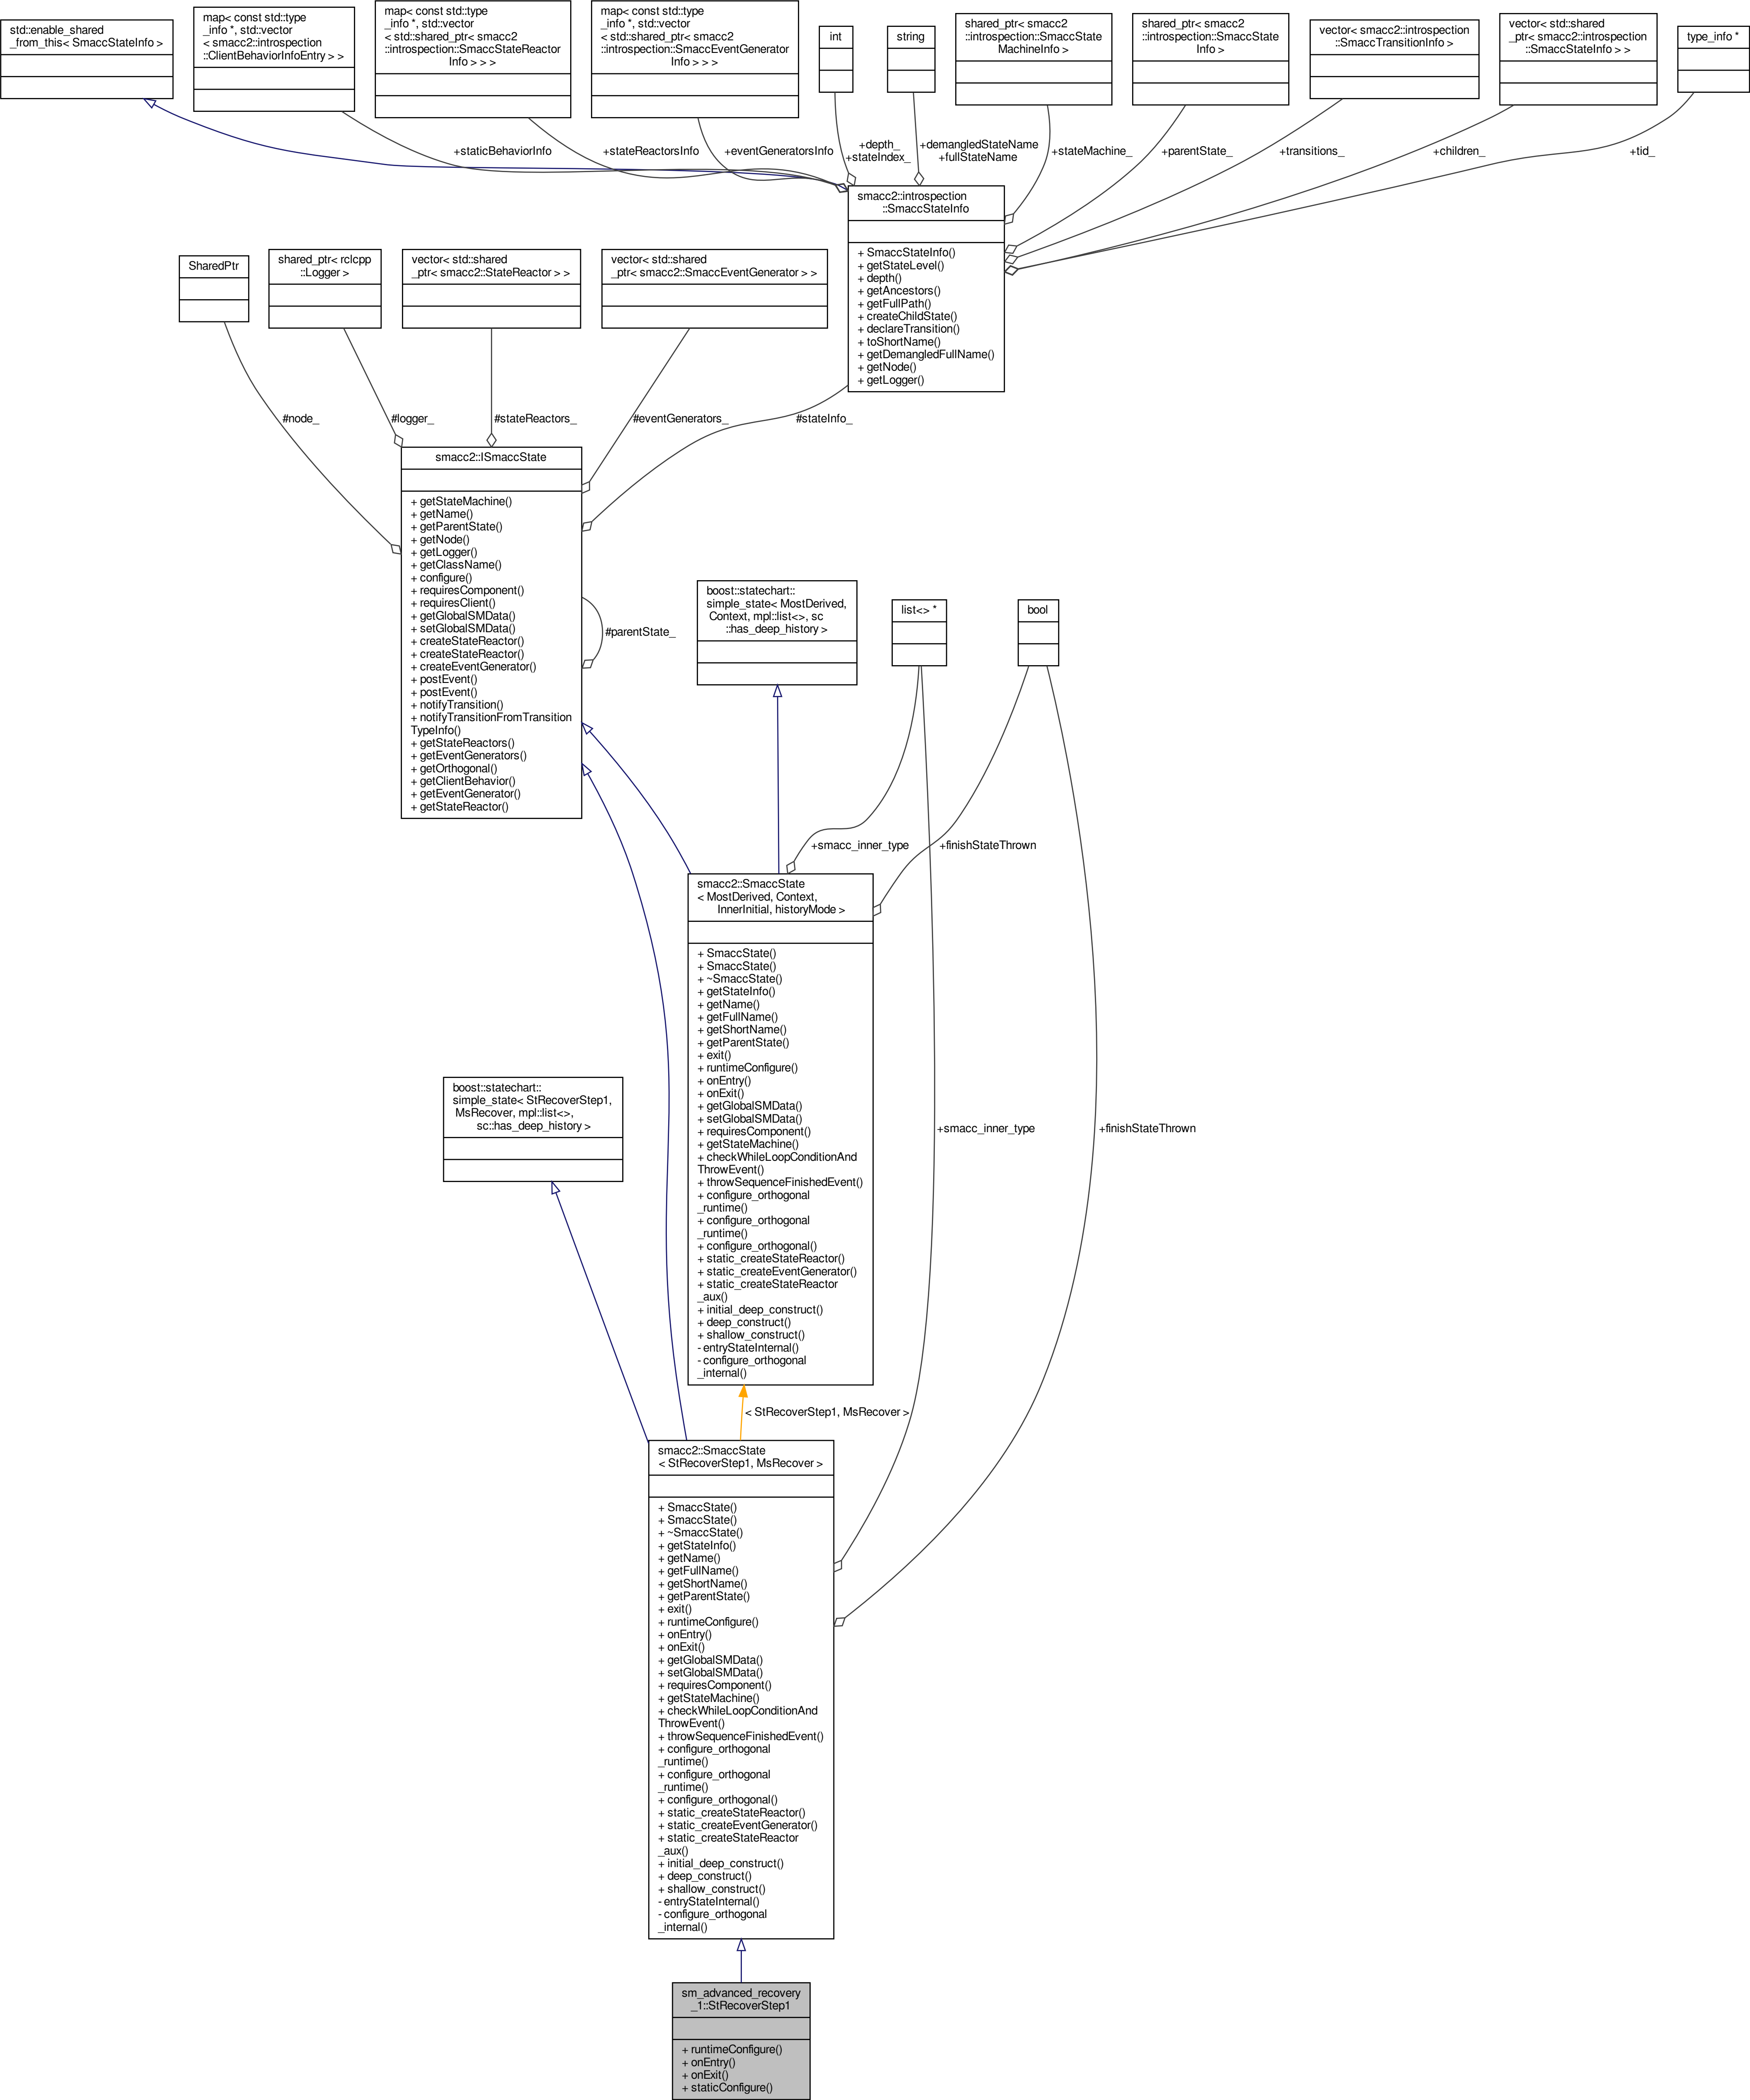 std::enable_shared
_from_this< SmaccStateInfo >
map< const std::type
_info *, std::vector
< smacc2::introspection
::ClientBehaviorInfoEntry > >
map< const std::type
_info *, std::vector
< std::shared_ptr< smacc2
::introspection::SmaccStateReactor
Info > > >
map< const std::type
_info *, std::vector
< std::shared_ptr< smacc2
::introspection::SmaccEventGenerator
Info > > >
int
string
shared_ptr< smacc2
::introspection::SmaccState
MachineInfo >
shared_ptr< smacc2
::introspection::SmaccState
Info >
vector< smacc2::introspection
::SmaccTransitionInfo >
vector< std::shared
_ptr< smacc2::introspection
::SmaccStateInfo > >
type_info *
+staticBehaviorInfo
+stateReactorsInfo
+eventGeneratorsInfo
+depth_
+stateIndex_
+demangledStateName
+fullStateName
+stateMachine_
+parentState_
+transitions_
+children_
+tid_
smacc2::introspection
::SmaccStateInfo
+ SmaccStateInfo()
+ getStateLevel()
+ depth()
+ getAncestors()
+ getFullPath()
+ createChildState()
+ declareTransition()
+ toShortName()
+ getDemangledFullName()
+ getNode()
+ getLogger()
SharedPtr
shared_ptr< rclcpp
::Logger >
vector< std::shared
_ptr< smacc2::StateReactor > >
vector< std::shared
_ptr< smacc2::SmaccEventGenerator > >
#node_
#logger_
#stateReactors_
#eventGenerators_
#stateInfo_
smacc2::ISmaccState
+ getStateMachine()
+ getName()
+ getParentState()
+ getNode()
+ getLogger()
+ getClassName()
+ configure()
+ requiresComponent()
+ requiresClient()
+ getGlobalSMData()
+ setGlobalSMData()
+ createStateReactor()
+ createStateReactor()
+ createEventGenerator()
+ postEvent()
+ postEvent()
+ notifyTransition()
+ notifyTransitionFromTransition
TypeInfo()
+ getStateReactors()
+ getEventGenerators()
+ getOrthogonal()
+ getClientBehavior()
+ getEventGenerator()
+ getStateReactor()
#parentState_
boost::statechart::
simple_state< MostDerived,
Context, mpl::list<>, sc
::has_deep_history >
list<> *
bool
+smacc_inner_type
+finishStateThrown
smacc2::SmaccState
< MostDerived, Context,
InnerInitial, historyMode >
+ SmaccState()
+ SmaccState()
+ ~SmaccState()
+ getStateInfo()
+ getName()
+ getFullName()
+ getShortName()
+ getParentState()
+ exit()
+ runtimeConfigure()
+ onEntry()
+ onExit()
+ getGlobalSMData()
+ setGlobalSMData()
+ requiresComponent()
+ getStateMachine()
+ checkWhileLoopConditionAnd
ThrowEvent()
+ throwSequenceFinishedEvent()
+ configure_orthogonal
_runtime()
+ configure_orthogonal
_runtime()
+ configure_orthogonal()
+ static_createStateReactor()
+ static_createEventGenerator()
+ static_createStateReactor
_aux()
+ initial_deep_construct()
+ deep_construct()
+ shallow_construct()
- entryStateInternal()
- configure_orthogonal
_internal()
boost::statechart::
simple_state< StRecoverStep1,
MsRecover, mpl::list<>,
sc::has_deep_history >
+smacc_inner_type
+finishStateThrown
< StRecoverStep1, MsRecover >
smacc2::SmaccState
< StRecoverStep1, MsRecover >
+ SmaccState()
+ SmaccState()
+ ~SmaccState()
+ getStateInfo()
+ getName()
+ getFullName()
+ getShortName()
+ getParentState()
+ exit()
+ runtimeConfigure()
+ onEntry()
+ onExit()
+ getGlobalSMData()
+ setGlobalSMData()
+ requiresComponent()
+ getStateMachine()
+ checkWhileLoopConditionAnd
ThrowEvent()
+ throwSequenceFinishedEvent()
+ configure_orthogonal
_runtime()
+ configure_orthogonal
_runtime()
+ configure_orthogonal()
+ static_createStateReactor()
+ static_createEventGenerator()
+ static_createStateReactor
_aux()
+ initial_deep_construct()
+ deep_construct()
+ shallow_construct()
- entryStateInternal()
- configure_orthogonal
_internal()
sm_advanced_recovery
_1::StRecoverStep1
+ runtimeConfigure()
+ onEntry()
+ onExit()
+ staticConfigure()